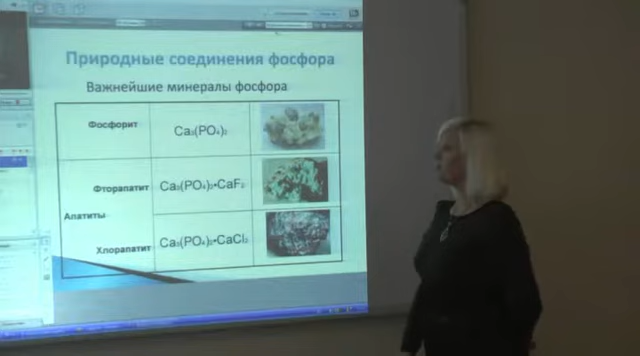 Природные соединения фосфора
Важнейшие минералы фосфора
Фосфорит
Ca₃(PO₄)₂
Фторапатит
Ca₃(PO₄)₂•CaF₂
Апатиты
Хлорапатит
Ca₃(PO₄)₂•CaCl₂